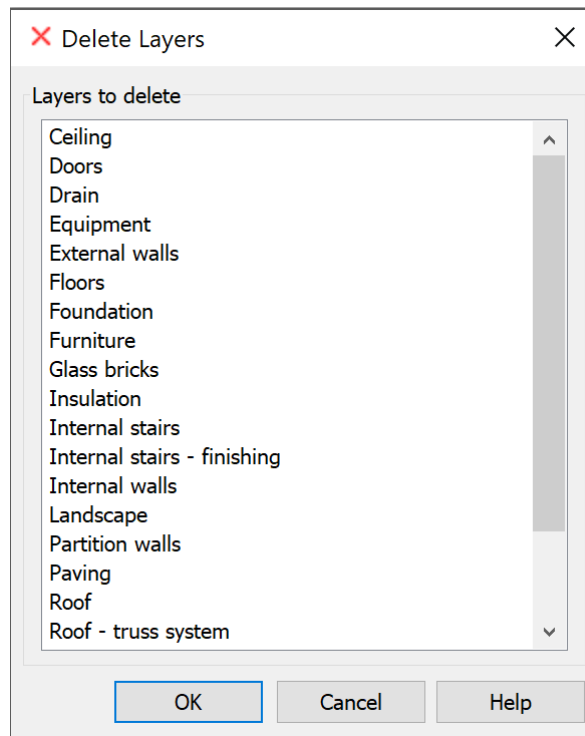 Delete Layers
Layers to delete
Ceiling
Doors
Drain
Equipment
External walls
Floors
Foundation
Furniture
Glass bricks
Insulation
Internal stairs
Internal stairs - finishing
Internal walls
Landscape
Partition walls
Paving
Roof
Roof - truss system
OK Cancel Help